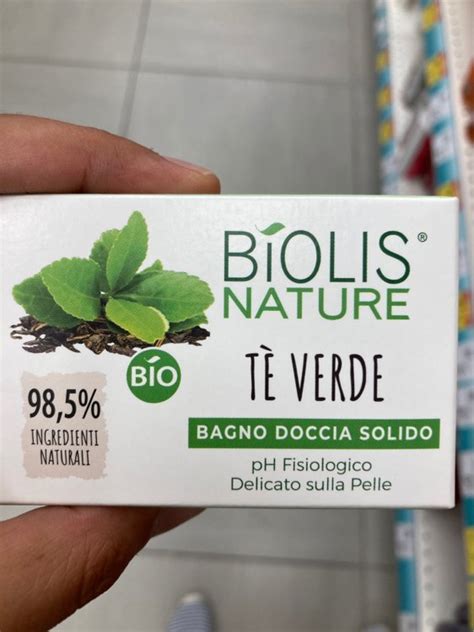 BiOLIS®
NATURE
BIO
TÈ VERDE
98,5%
INGREDIENTI
NATURALI
BAGNO DOCCIA SOLIDO
pH Fisiologico
Delicato sulla Pelle